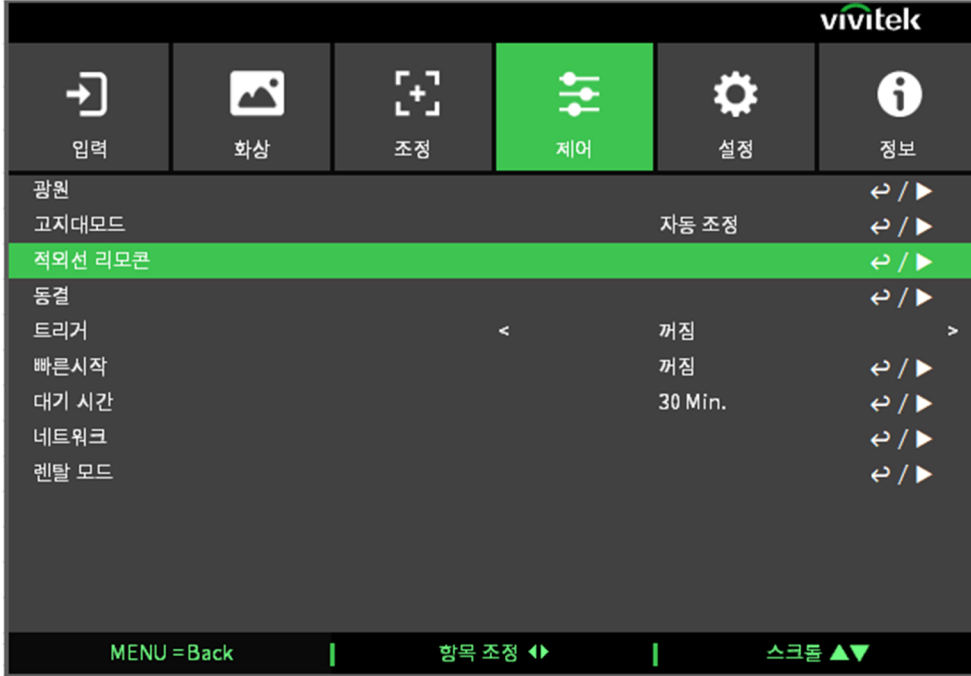 vivitek
입력 화상 조정 제어 설정 정보
광원 ↩/▶
고지대모드 자동 조정 ↩/▶
적외선 리모콘 ↩/▶
동결 ↩/▶
트리거 < 꺼짐 >
빠른시작 꺼짐 ↩/▶
대기 시간 30 Min. ↩/▶
네트워크 ↩/▶
렌탈 모드 ↩/▶
MENU =Back | 항목 조정 ◀▶ | 스크롤 ▲▼